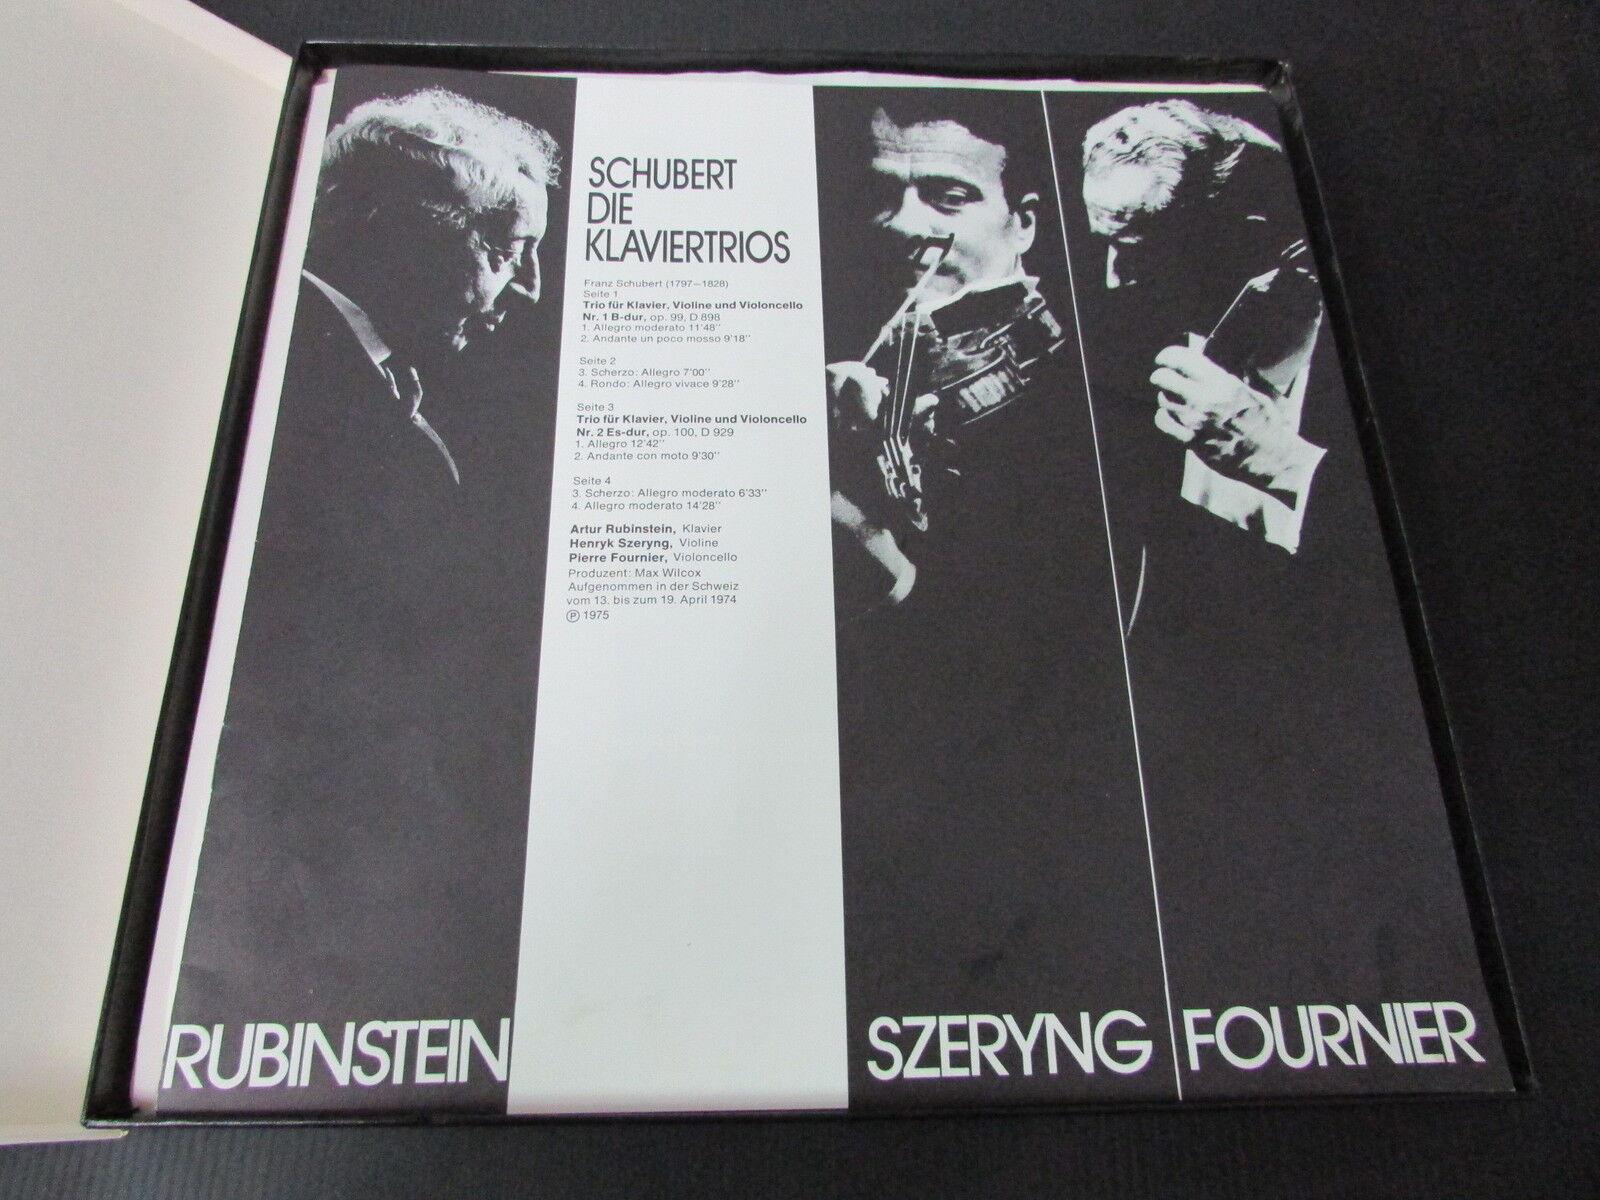 SCHUBERT
DIE
KLAVIERTRIOS
Franz Schubert (1797–1828)
Seite 1
Trio für Klavier, Violine und Violoncello
Nr. 1 B-dur, op. 99, D 898
1. Allegro moderato 11'48''
2. Andante un poco mosso 9'18''
Seite 2
3. Scherzo: Allegro 7'00''
4. Rondo: Allegro vivace 9'28''
Seite 3
Trio für Klavier, Violine und Violoncello
Nr. 2 Es-dur, op. 100, D 929
1. Allegro 12'42''
2. Andante con moto 9'30''
Seite 4
3. Scherzo: Allegro moderato 6'33''
4. Allegro moderato 14'28''
Artur Rubinstein, Klavier
Henryk Szeryng, Violine
Pierre Fournier, Violoncello
Produzent: Max Wilcox
Aufgenommen in der Schweiz
vom 13. bis zum 19. April 1974
℗ 1975
RUBINSTEIN
SZERYNG
FOURNIER